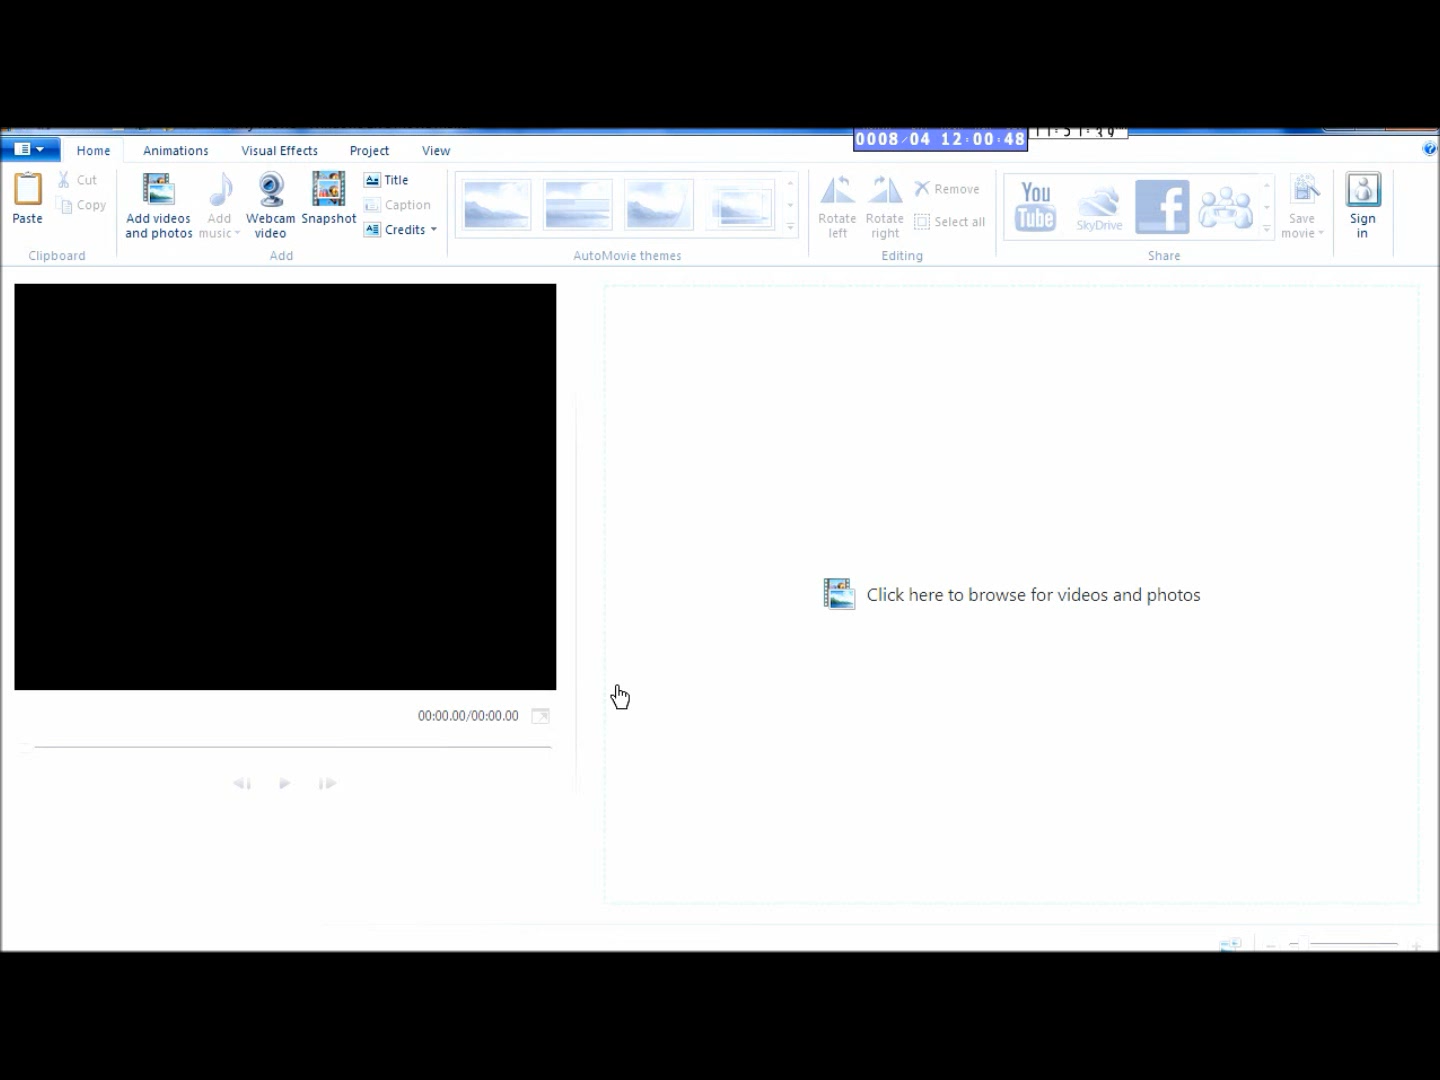 0008/04 12:00:48
11:51:39
Home Animations Visual Effects Project View
Paste
Cut
Copy
Clipboard
Add videos
and photos
Add
music
Webcam
video
Snapshot
Title
Caption
Credits
Add
AutoMovie themes
Rotate
left
Rotate
right
Remove
Select all
Editing
You
Tube
SkyDrive
f
Share
Save
movie
Sign
in
Click here to browse for videos and photos
00:00.00/00:00.00